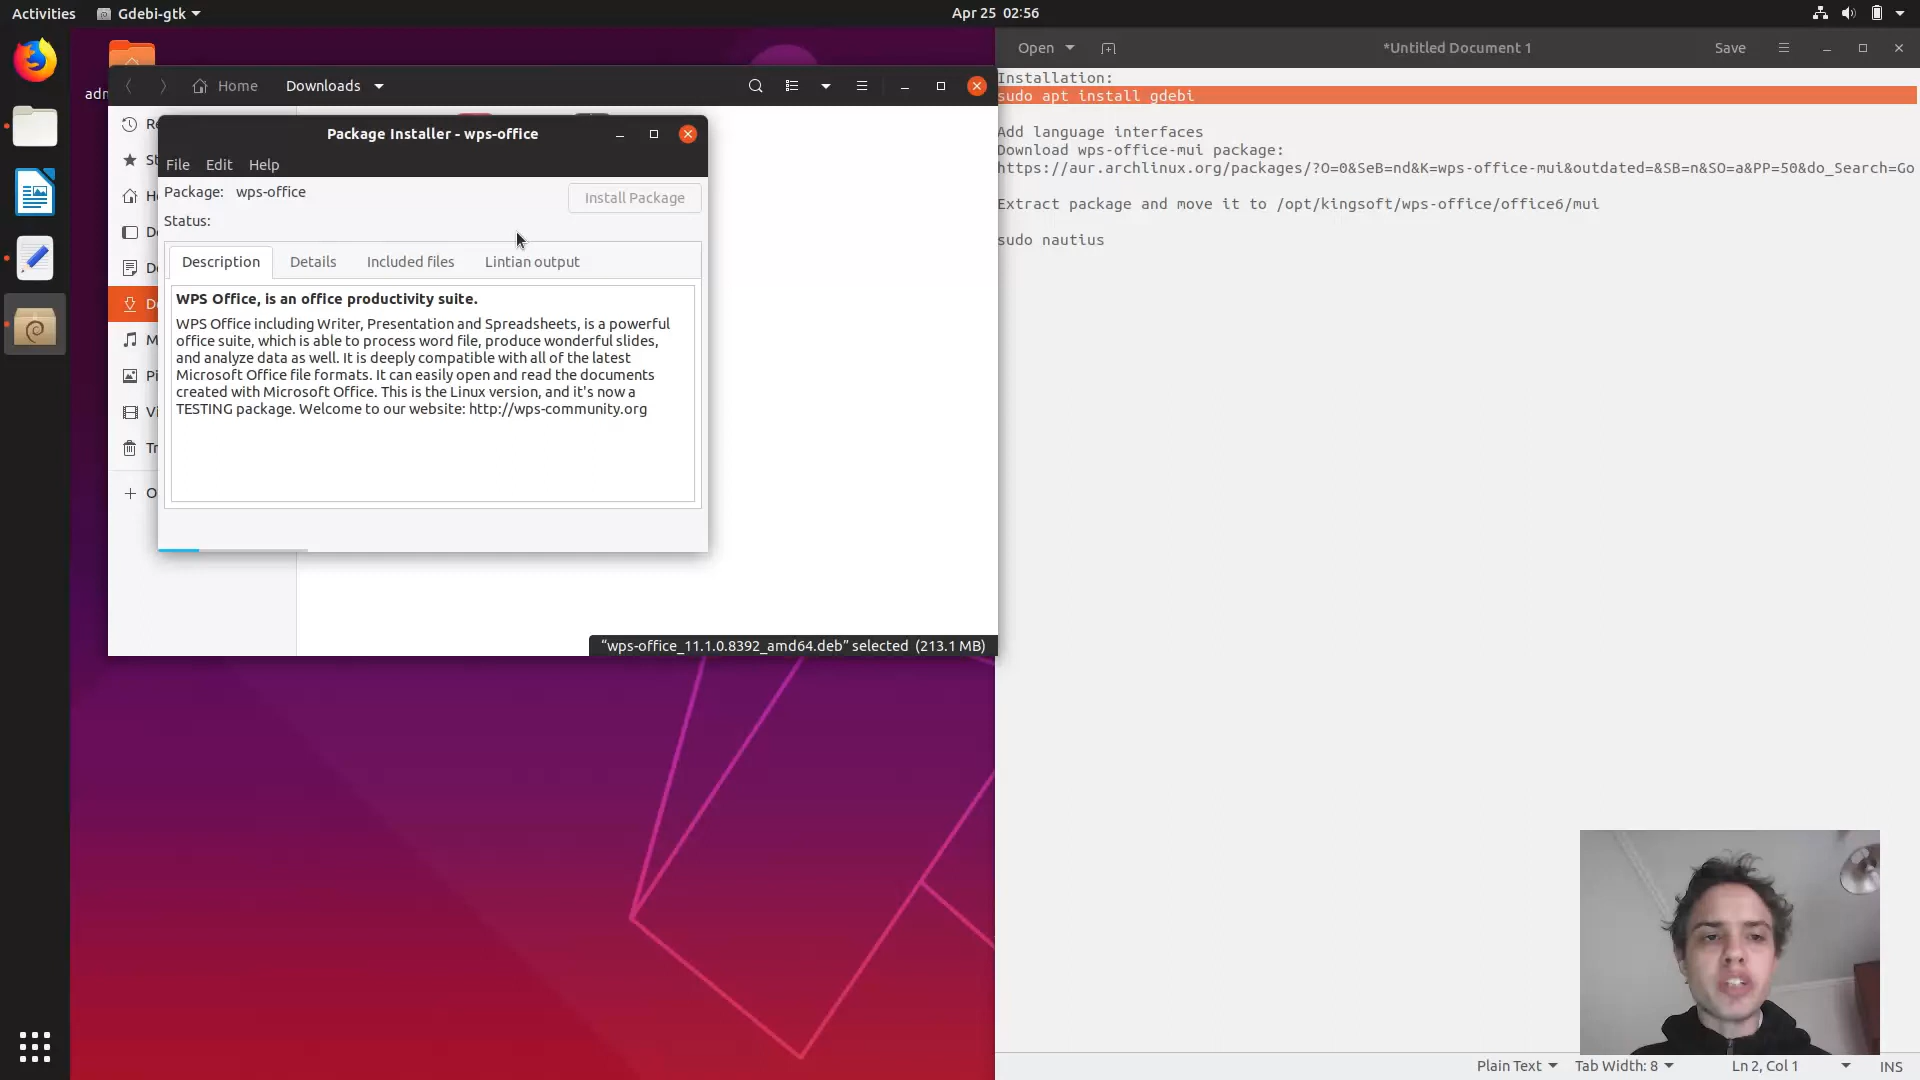 Activities
Gdebi-gtk
Apr 25 02:56
Home
Downloads
Package Installer - wps-office
File Edit Help
Package: wps-office
Install Package
Status:
Description
Details
Included files
Lintian output
WPS Office, is an office productivity suite.
WPS Office including Writer, Presentation and Spreadsheets, is a powerful
office suite, which is able to process word file, produce wonderful slides,
and analyze data as well. It is deeply compatible with all of the latest
Microsoft Office file formats. It can easily open and read the documents
created with Microsoft Office. This is the Linux version, and it's now a
TESTING package. Welcome to our website: http://wps-community.org
"wps-office_11.1.0.8392_amd64.deb" selected (213.1 MB)
Open
*Untitled Document 1
Save
Installation:
sudo apt install gdebi
Add language interfaces
Download wps-office-mui package:
https://aur.archlinux.org/packages/?O=0&SeB=nd&K=wps-office-mui&outdated=&SB=n&SO=a&PP=50&do_Search=Go
Extract package and move it to /opt/kingsoft/wps-office/office6/mui
sudo nautius
Plain Text
Tab Width: 8
Ln 2, Col 1
INS